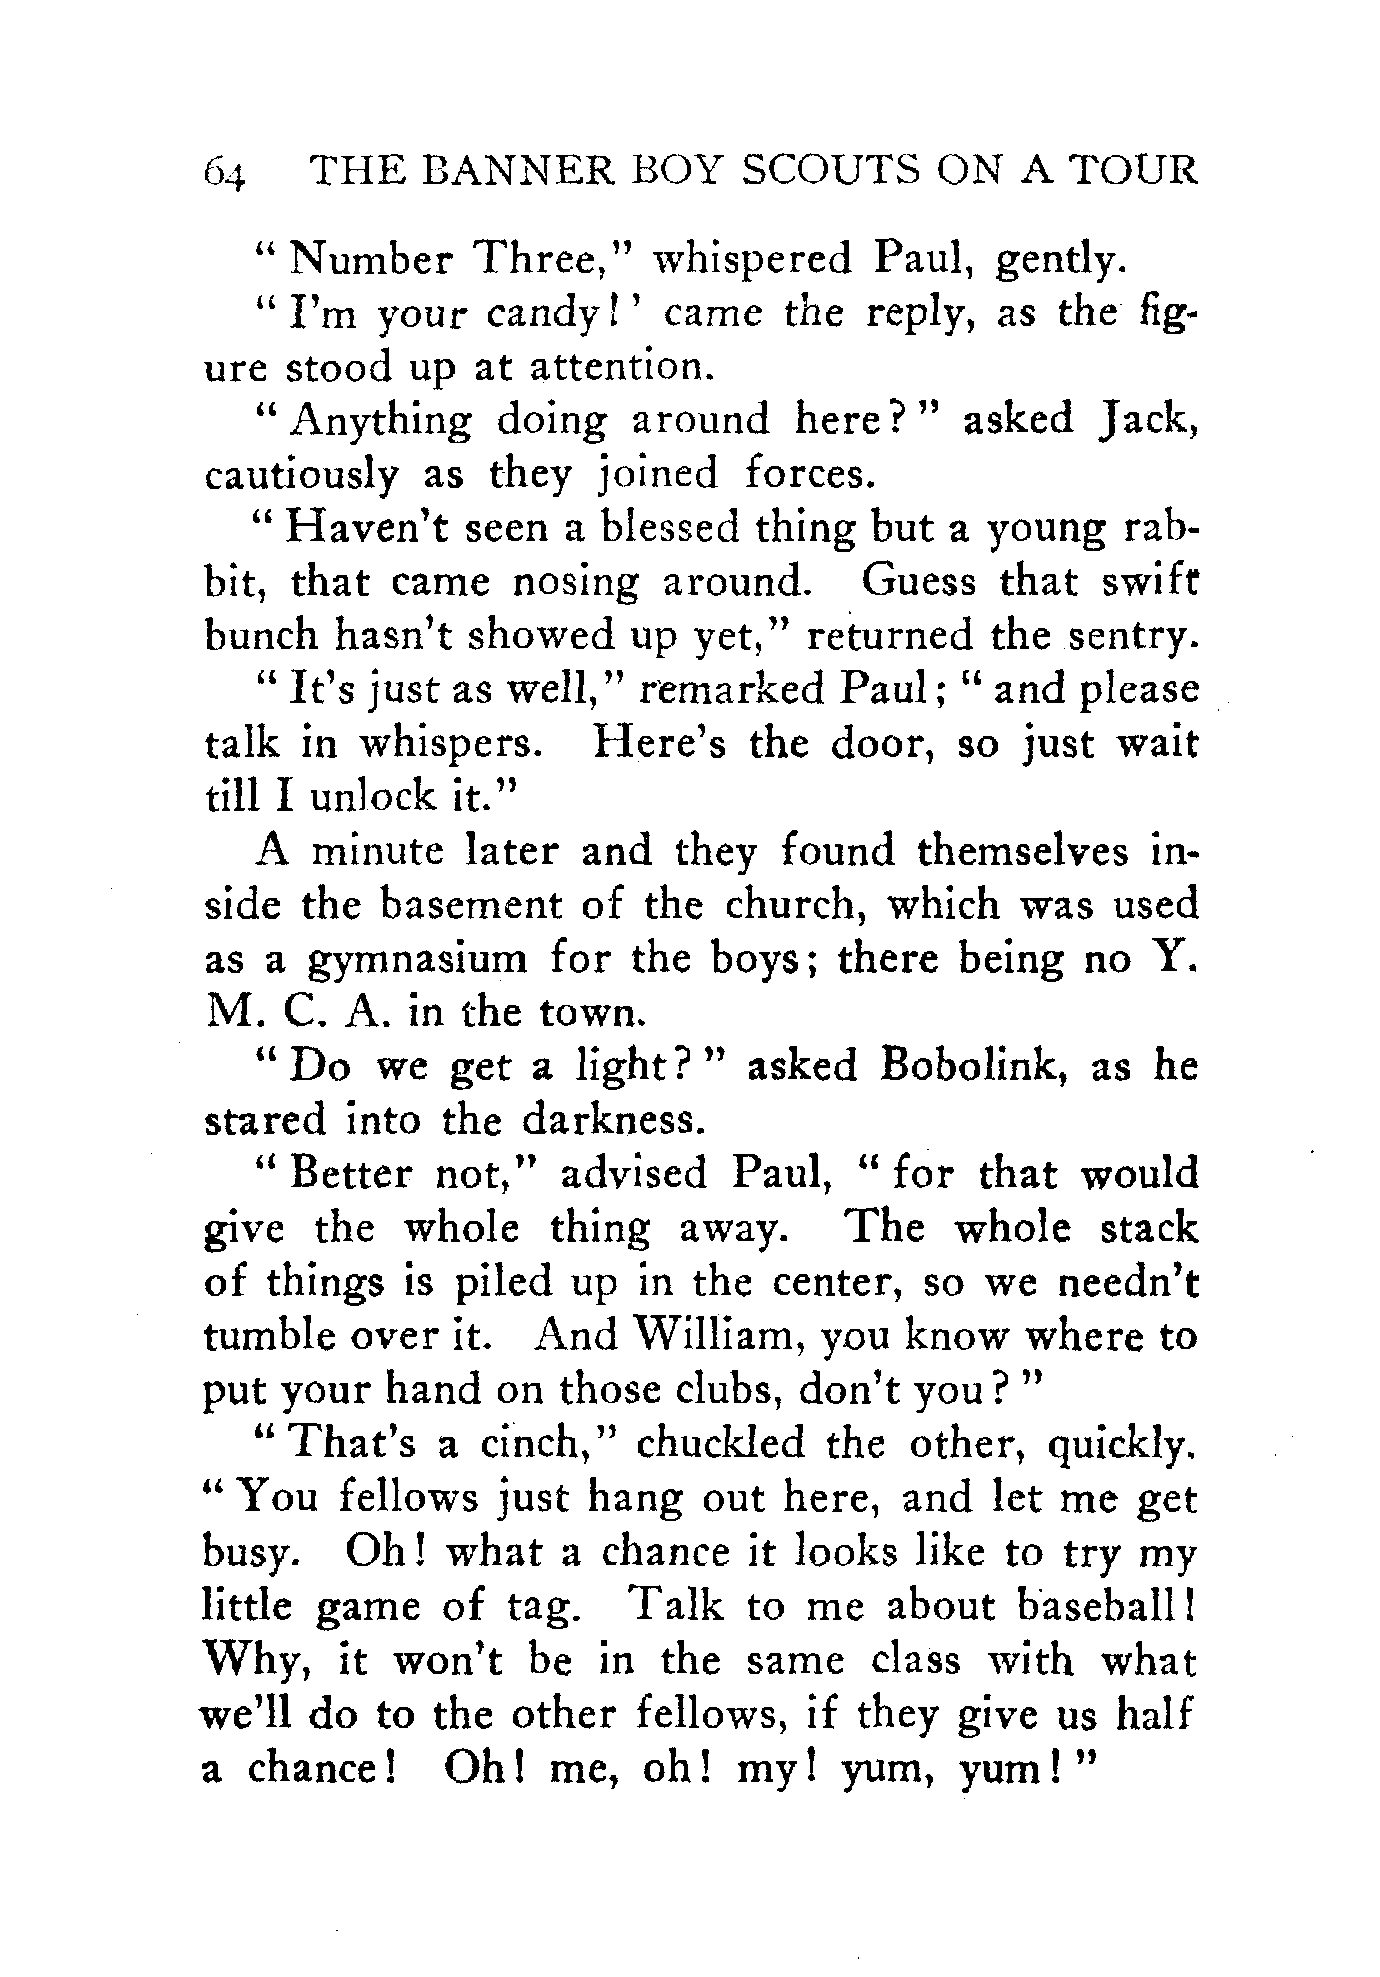 64 THE BANNER BOY SCOUTS ON A TOUR
" Number Three," whispered Paul, gently.
" I'm your candy! ' came the reply, as the fig-
ure stood up at attention.
" Anything doing around here? " asked Jack,
cautiously as they joined forces.
" Haven't seen a blessed thing but a young rab-
bit, that came nosing around. Guess that swift
bunch hasn't showed up yet," returned the sentry.
" It's just as well," remarked Paul; " and please
talk in whispers. Here's the door, so just wait
till I unlock it."
A minute later and they found themselves in-
side the basement of the church, which was used
as a gymnasium for the boys; there being no Y.
M. C. A. in the town.
" Do we get a light? " asked Bobolink, as he
stared into the darkness.
" Better not," advised Paul, " for that would
give the whole thing away. The whole stack
of things is piled up in the center, so we needn't
tumble over it. And William, you know where to
put your hand on those clubs, don't you? "
" That's a cinch," chuckled the other, quickly.
" You fellows just hang out here, and let me get
busy. Oh! what a chance it looks like to try my
little game of tag. Talk to me about baseball!
Why, it won't be in the same class with what
we'll do to the other fellows, if they give us half
a chance! Oh! me, oh! my! yum, yum! "